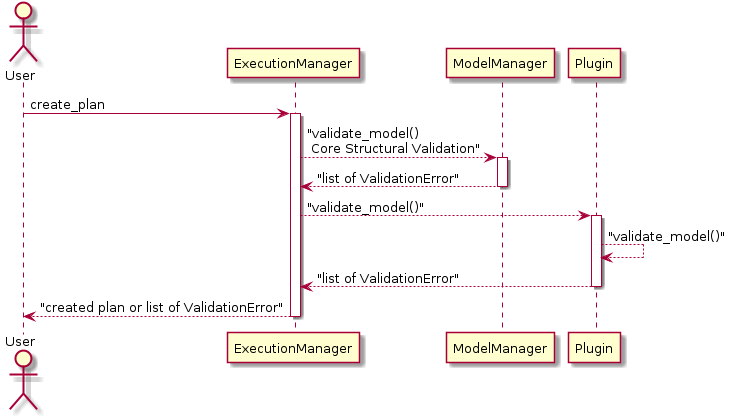 User
ExecutionManager
ModelManager
Plugin
create_plan
"validate_model()
Core Structural Validation"
"list of ValidationError"
"validate_model()"
"validate_model()"
"list of ValidationError"
"created plan or list of ValidationError"
User
ExecutionManager
ModelManager
Plugin